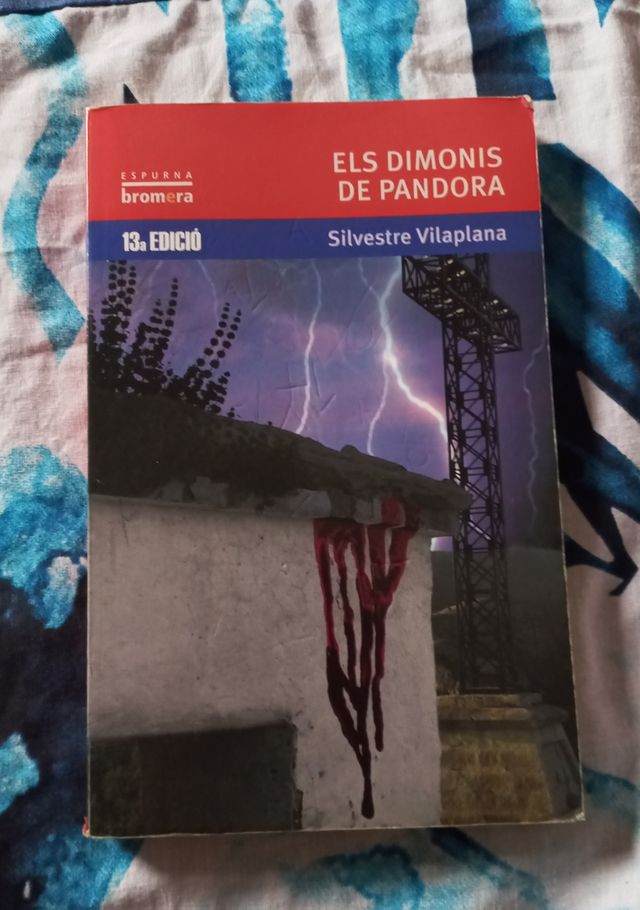 ESPURNA
bromera
ELS DIMONIS
DE PANDORA
13a EDICIÓ
Silvestre Vilaplana